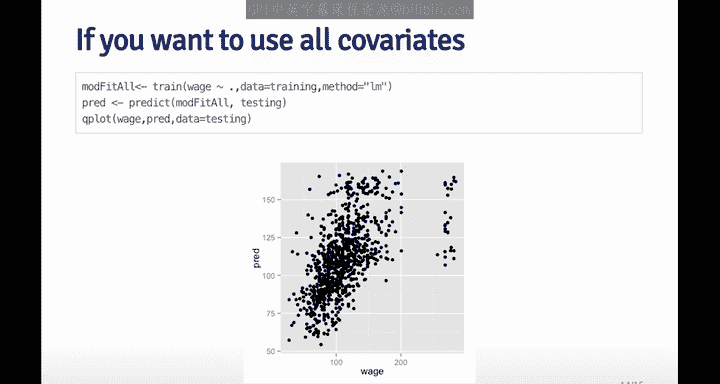 If you want to use all covariates
modFitAll<- train(wage ~ .,data=training,method="lm")
pred <- predict(modFitAll, testing)
qplot(wage,pred,data=testing)
150
125
100
75
50
pred
100 200
wage